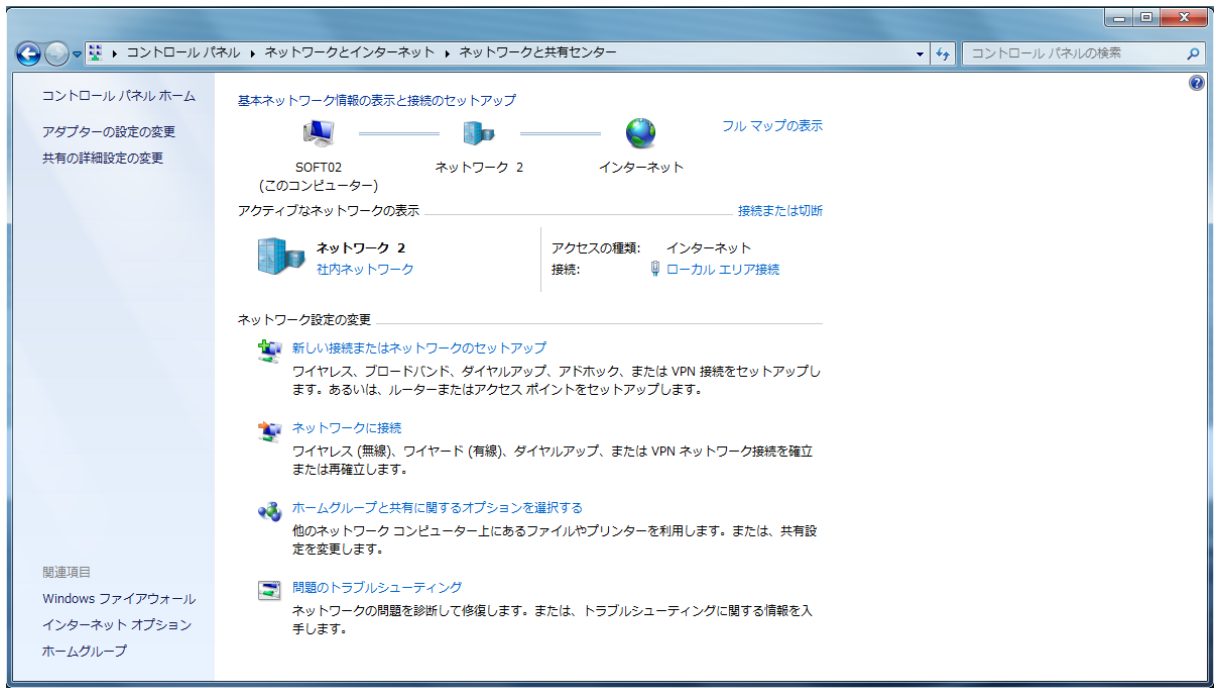 コントロール パネル ▸ ネットワークとインターネット ▸ ネットワークと共有センター
コントロール パネルの検索
コントロール パネル ホーム
アダプターの設定の変更
共有の詳細設定の変更
基本ネットワーク情報の表示と接続のセットアップ
フル マップの表示
SOFT02
(このコンピューター)
ネットワーク 2
インターネット
アクティブなネットワークの表示
接続または切断
ネットワーク 2
社内ネットワーク
アクセスの種類: インターネット
接続: ローカル エリア接続
ネットワーク設定の変更
新しい接続またはネットワークのセットアップ
ワイヤレス、ブロードバンド、ダイヤルアップ、アドホック、または VPN 接続をセットアップし
ます。あるいは、ルーターまたはアクセス ポイントをセットアップします。
ネットワークに接続
ワイヤレス (無線)、ワイヤード (有線)、ダイヤルアップ、または VPN ネットワーク接続を確立
または再確立します。
ホームグループと共有に関するオプションを選択する
他のネットワーク コンピューター上にあるファイルやプリンターを利用します。または、共有設
定を変更します。
問題のトラブルシューティング
ネットワークの問題を診断して修復します。または、トラブルシューティングに関する情報を入
手します。
関連項目
Windows ファイアウォール
インターネット オプション
ホームグループ